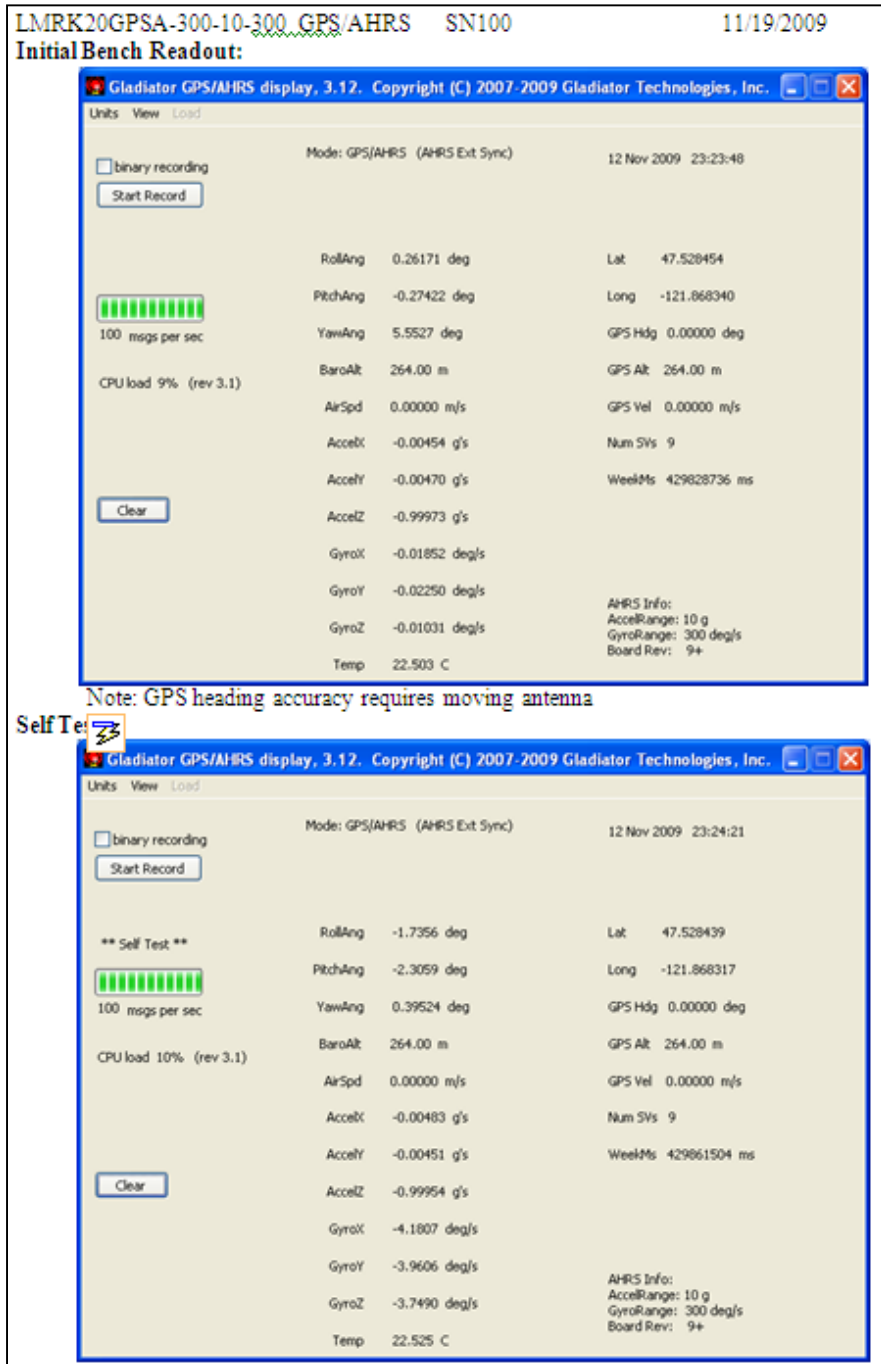 LMRK20GPSA-300-10-300 GPS/AHRS SN100 11/19/2009
Initial Bench Readout:
Gladiator GPS/AHRS display, 3.12. Copyright (C) 2007-2009 Gladiator Technologies, Inc.
Units View Load
Mode: GPS/AHRS (AHRS Ext Sync) 12 Nov 2009 23:23:48
binary recording
Start Record
RollAng 0.26171 deg Lat 47.528454
PitchAng -0.27422 deg Long -121.868340
100 msgs per sec YawAng 5.5527 deg GPS Hdg 0.00000 deg
BaroAlt 264.00 m GPS Alt 264.00 m
CPU load 9% (rev 3.1)
AirSpd 0.00000 m/s GPS Vel 0.00000 m/s
AccelX -0.00454 g's Num SVs 9
AccelY -0.00470 g's WeekMs 429828736 ms
Clear AccelZ -0.99973 g's
GyroX -0.01852 deg/s
GyroY -0.02250 deg/s
GyroZ -0.01031 deg/s
Temp 22.503 C
AHRS Info:
AccelRange: 10 g
GyroRange: 300 deg/s
Board Rev: 9+
Note: GPS heading accuracy requires moving antenna
Self Te
Gladiator GPS/AHRS display, 3.12. Copyright (C) 2007-2009 Gladiator Technologies, Inc.
Units View Load
Mode: GPS/AHRS (AHRS Ext Sync) 12 Nov 2009 23:24:21
binary recording
Start Record
** Self Test **
RollAng -1.7356 deg Lat 47.528439
PitchAng -2.3059 deg Long -121.868317
100 msgs per sec YawAng 0.39524 deg GPS Hdg 0.00000 deg
BaroAlt 264.00 m GPS Alt 264.00 m
CPU load 10% (rev 3.1)
AirSpd 0.00000 m/s GPS Vel 0.00000 m/s
AccelX -0.00483 g's Num SVs 9
AccelY -0.00451 g's WeekMs 429861504 ms
Clear AccelZ -0.99954 g's
GyroX -4.1807 deg/s
GyroY -3.9606 deg/s
GyroZ -3.7490 deg/s
Temp 22.525 C
AHRS Info:
AccelRange: 10 g
GyroRange: 300 deg/s
Board Rev: 9+